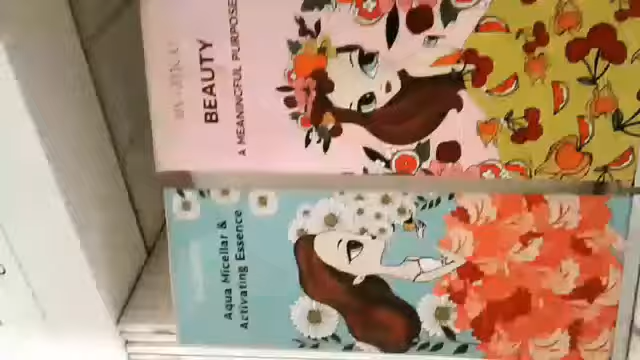 BEAUTY
A MEANINGFUL PURPOSE
Aqua Micellar &
Activating Essence